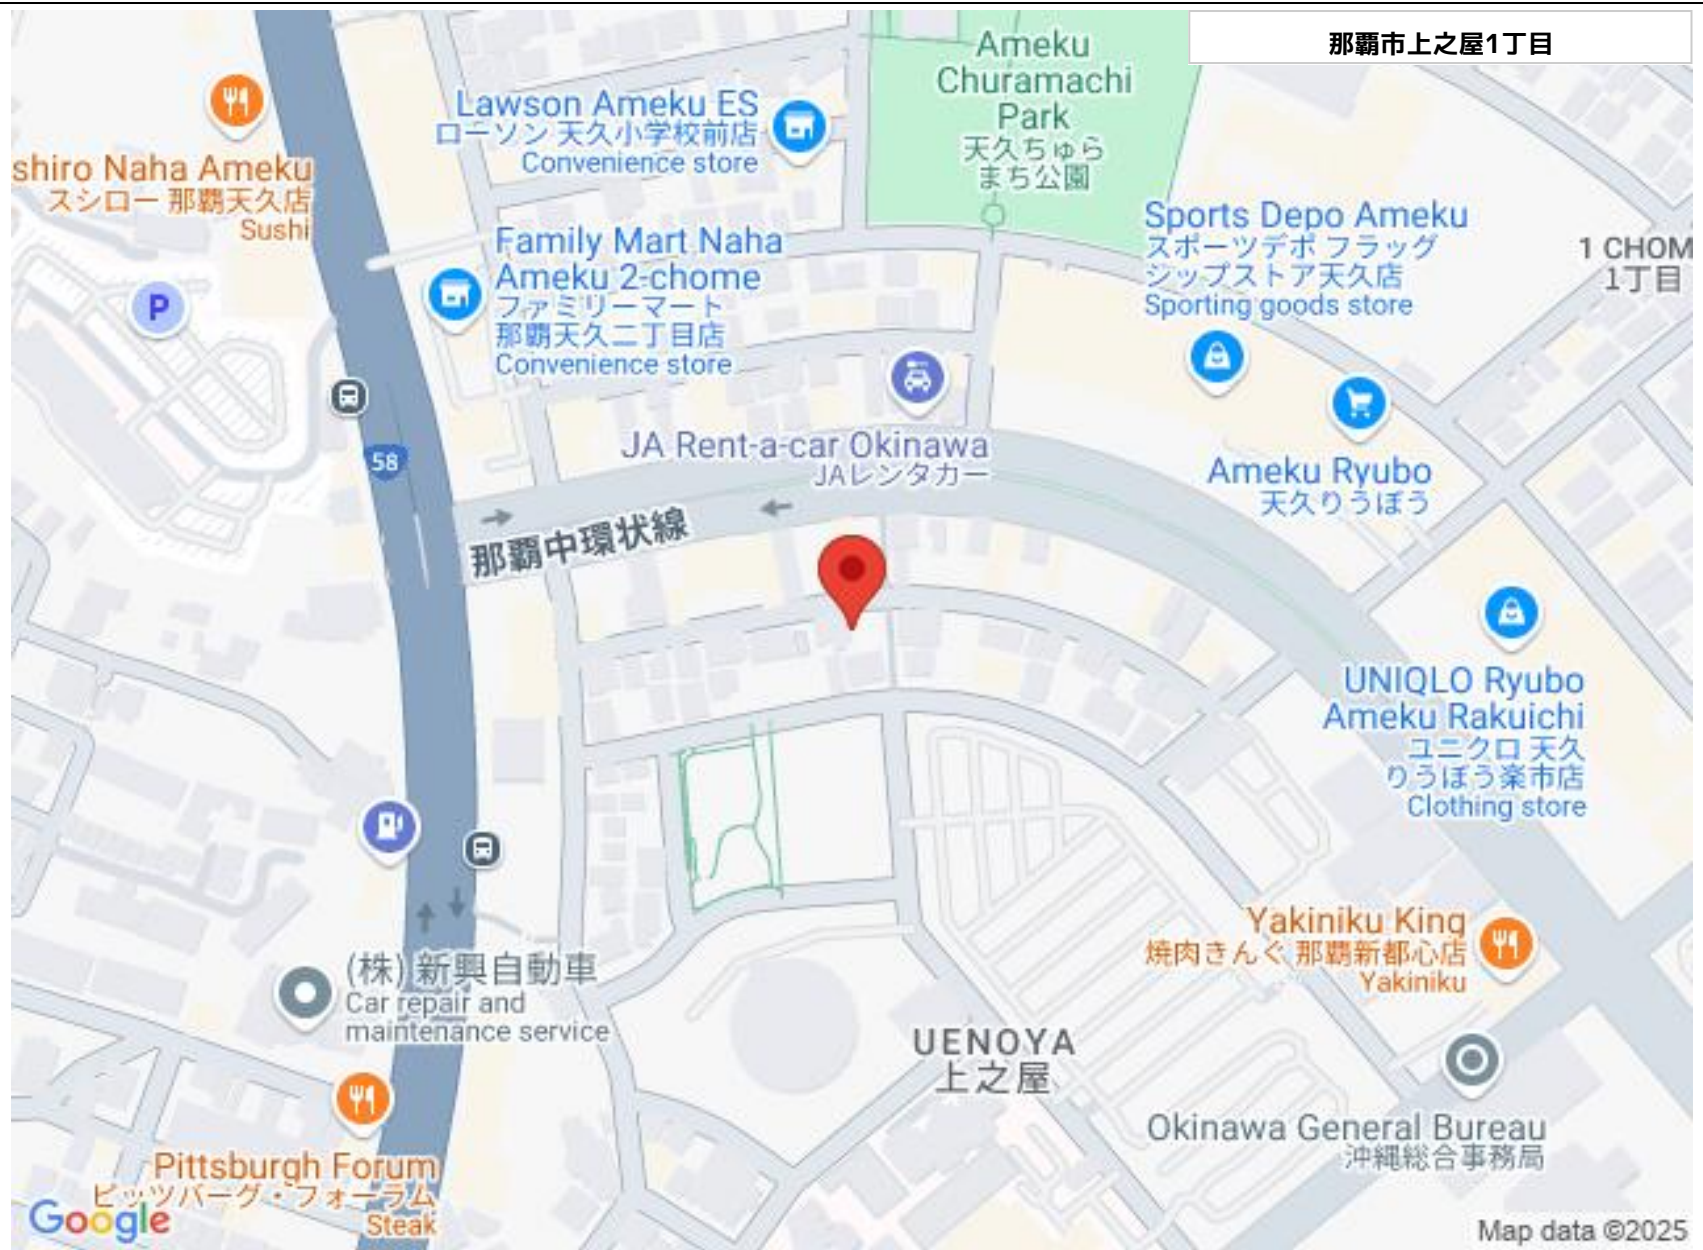 那覇市上之屋1丁目
Ameku
Churamachi
Park
天久ちゅら
まち公園
Lawson Ameku ES
ローソン 天久小学校前店
Convenience store
shiro Naha Ameku
スシロー 那覇天久店
Sushi
Family Mart Naha
Ameku 2-chome
ファミリーマート
那覇天久二丁目店
Convenience store
Sports Depo Ameku
スポーツデポ フラッグ
シップストア天久店
Sporting goods store
1 CHOM
1丁目
P
58
JA Rent-a-car Okinawa
JAレンタカー
Ameku Ryubo
天久りうぼう
那覇中環状線
UNIQLO Ryubo
Ameku Rakuichi
ユニクロ 天久
りうぼう楽市店
Clothing store
Yakiniku King
焼肉きんぐ 那覇新都心店
Yakiniku
(株) 新興自動車
Car repair and
maintenance service
UENOYA
上之屋
Okinawa General Bureau
沖縄総合事務局
Pittsburgh Forum
ピッツバーグ・フォーラム
Steak
Google
Map data ©2025